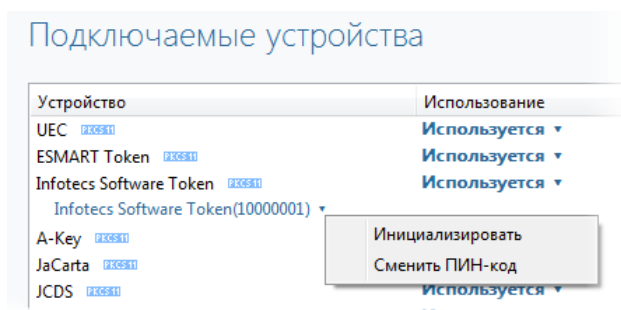 Подключаемые устройства
Устройство Использование
UEC PKCS11 Используется
ESMART Token PKCS11 Используется
Infotecs Software Token PKCS11 Используется
Infotecs Software Token(10000001)
A-Key PKCS11 Инициализировать
JaCarta PKCS11 Сменить ПИН-код
JCDS PKCS11 Используется